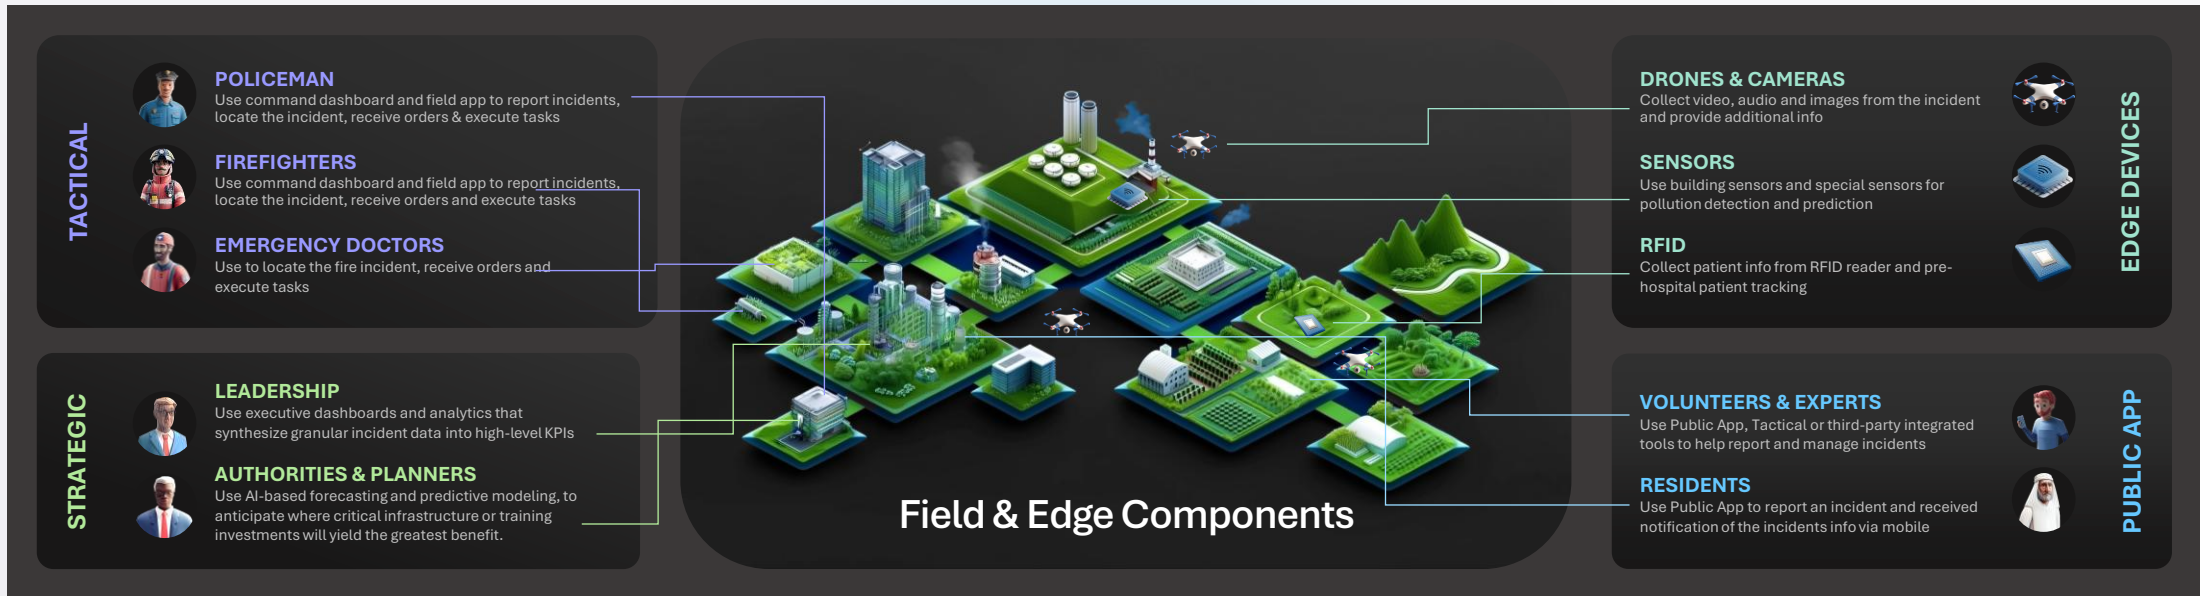 TACTICAL
POLICEMAN
Use command dashboard and field app to report incidents,
locate the incident, receive orders & execute tasks
FIREFIGHTERS
Use command dashboard and field app to report incidents,
locate the incident, receive orders and execute tasks
EMERGENCY DOCTORS
Use to locate the fire incident, receive orders and
execute tasks
STRATEGIC
LEADERSHIP
Use executive dashboards and analytics that
synthesize granular incident data into high-level KPIs
AUTHORITIES & PLANNERS
Use AI-based forecasting and predictive modeling, to
anticipate where critical infrastructure or training
investments will yield the greatest benefit.
Field & Edge Components
DRONES & CAMERAS
Collect video, audio and images from the incident
and provide additional info
SENSORS
Use building sensors and special sensors for
pollution detection and prediction
RFID
Collect patient info from RFID reader and pre-
hospital patient tracking
EDGE DEVICES
VOLUNTEERS & EXPERTS
Use Public App, Tactical or third-party integrated
tools to help report and manage incidents
RESIDENTS
Use Public App to report an incident and received
notification of the incidents info via mobile
PUBLIC APP